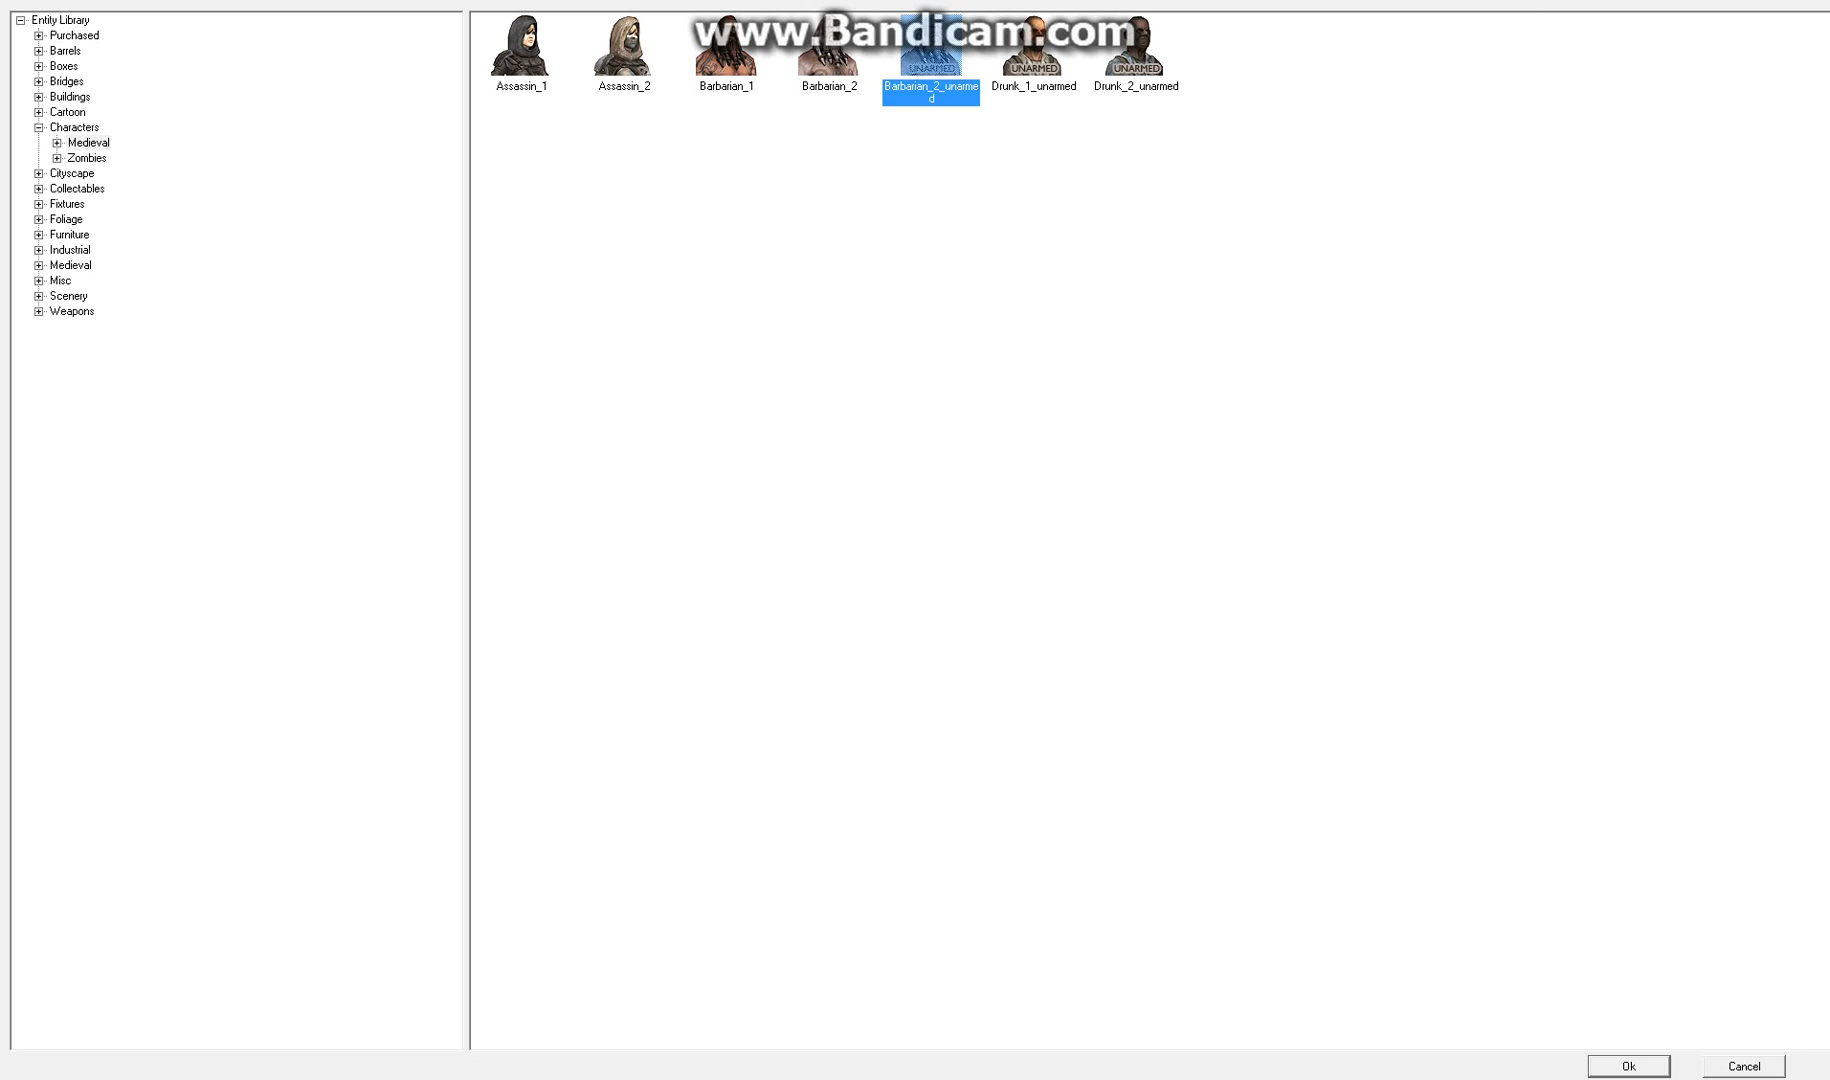 Entity Library
Purchased
Barrels
Boxes
Bridges
Buildings
Cartoon
Characters
Medieval
Zombies
Cityscape
Collectables
Fixtures
Foliage
Furniture
Industrial
Medieval
Misc
Scenery
Weapons
www.Bandicam.com
UNARMED UNARMED UNARMED
Assassin_1 Assassin_2 Barbarian_1 Barbarian_2 Barbarian_2_unarme Drunk_1_unarmed Drunk_2_unarmed
d
Ok Cancel